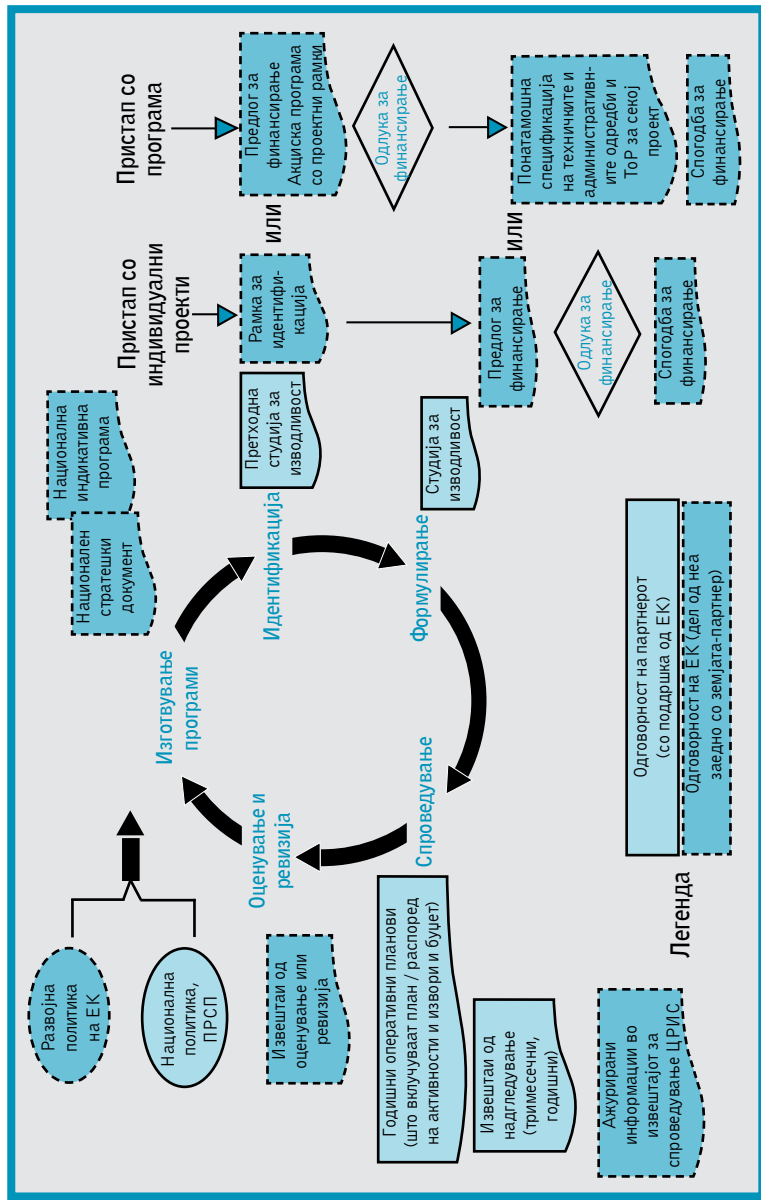 Развојна
политика
на ЕК
Национална
политика,
ПРСП
Национален
стратешки
документ
Национална
индикативна
програма
Изготвување
програми
Оценување и
ревизија
Извештаи од
оценување или
ревизија
Идентификација
Претходна
студија за
изводливост
Пристап со
индивидуални
проекти
Рамка за
идентифи-
кација
или
Пристап со
програма
Предлог за
финансирање
Акциска програма
со проектни рамки
Одлука за
финансирање
Спроведување
Годишни оперативни планови
(што вклучуваат план / распоред
на активности и извори и буџет)
Извештаи од
надгледување
(тримесечни,
годишни)
Ажурирани
информации во
извештајот за
спроведување ЦРИС
Формулирање
Студија за
изводливост
Предлог за
финансирање
или
Понатамошна
спецификација
на техничките и
административн-
ите одредби и
ToP за секој
проект
Одлука за
финансирање
Спогодба за
финансирање
Спогодба за
финансирање
Легенда
Одговорност на партнерот
(со поддршка од ЕК)
Одговорност на ЕК (дел од неа
заедно со земјата-партнер)